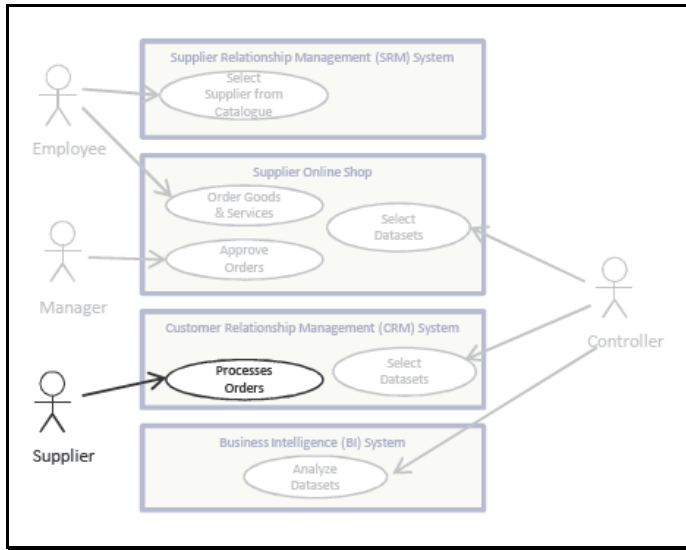 Supplier Relationship Management (SRM) System
Select
Supplier from
Catalogue
Employee
Supplier Online Shop
Order Goods
& Services
Select
Datasets
Approve
Orders
Manager
Controller
Customer Relationship Management (CRM) System
Processes
Orders
Select
Datasets
Supplier
Business Intelligence (BI) System
Analyze
Datasets